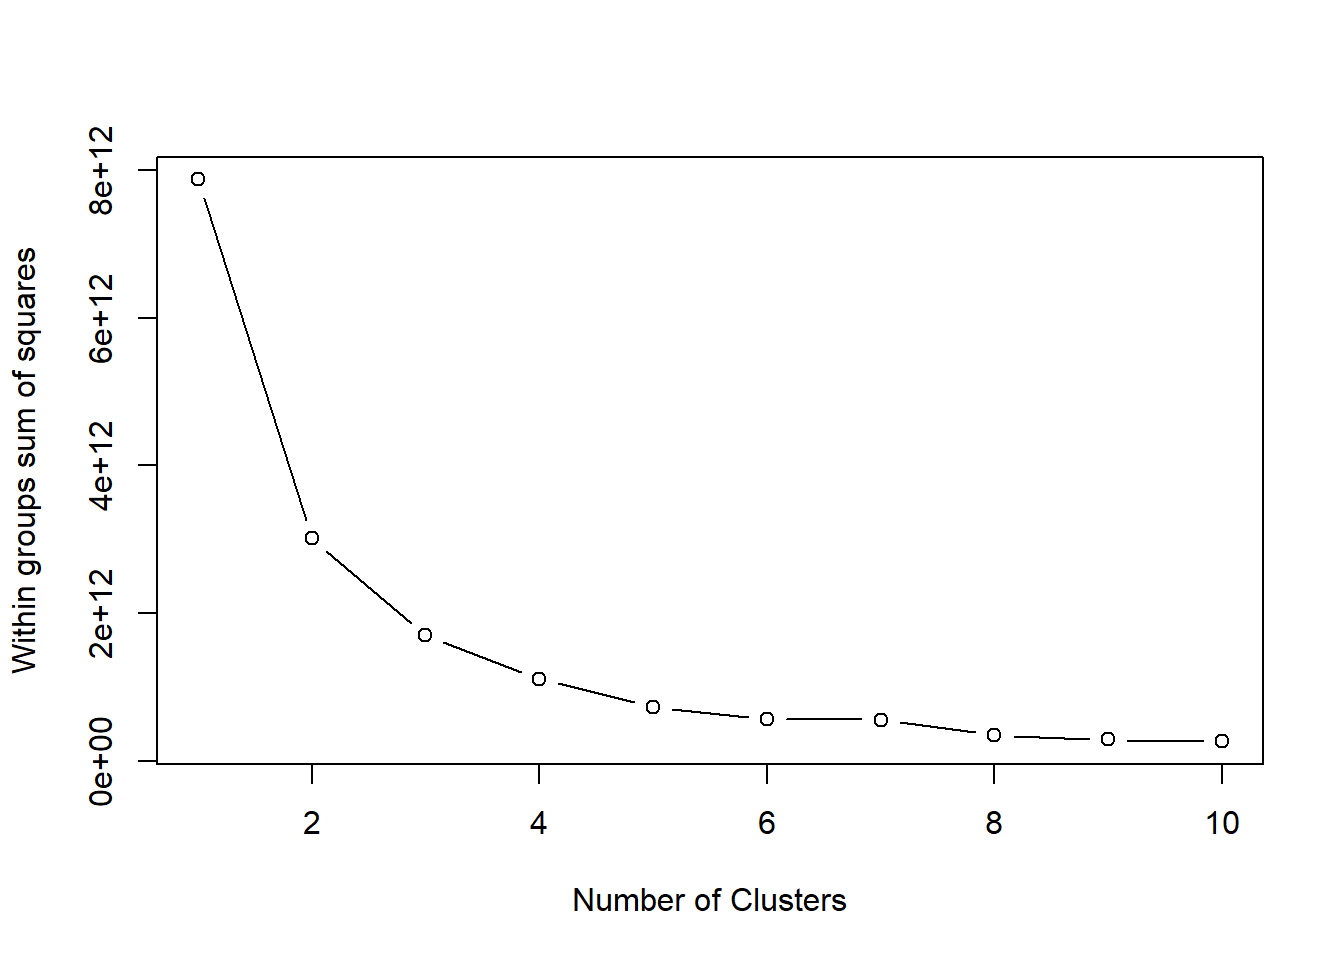 Within groups sum of squares
8e+12
6e+12
4e+12
2e+12
0e+00
2
4
6
8
10
Number of Clusters